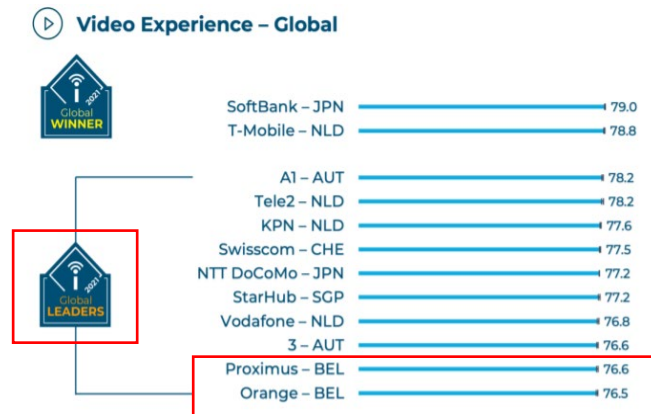 Video Experience – Global
2021
Global
WINNER
SoftBank – JPN 79.0
T-Mobile – NLD 78.8
A1 – AUT 78.2
Tele2 – NLD 78.2
KPN – NLD 77.6
Swisscom – CHE 77.5
NTT DoCoMo – JPN 77.2
StarHub – SGP 77.2
Vodafone – NLD 76.8
3 – AUT 76.6
Proximus – BEL 76.6
Orange – BEL 76.5
2021
Global
LEADERS